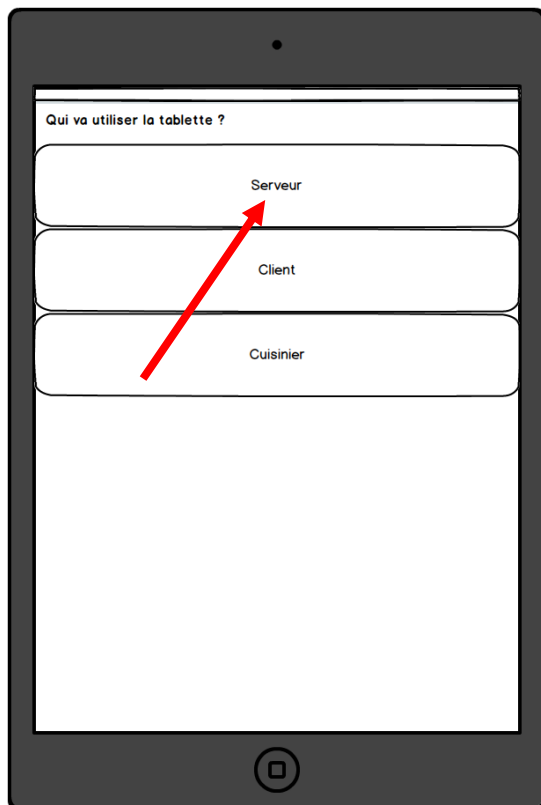 Qui va utiliser la tablette ?
Serveur
Client
Cuisinier